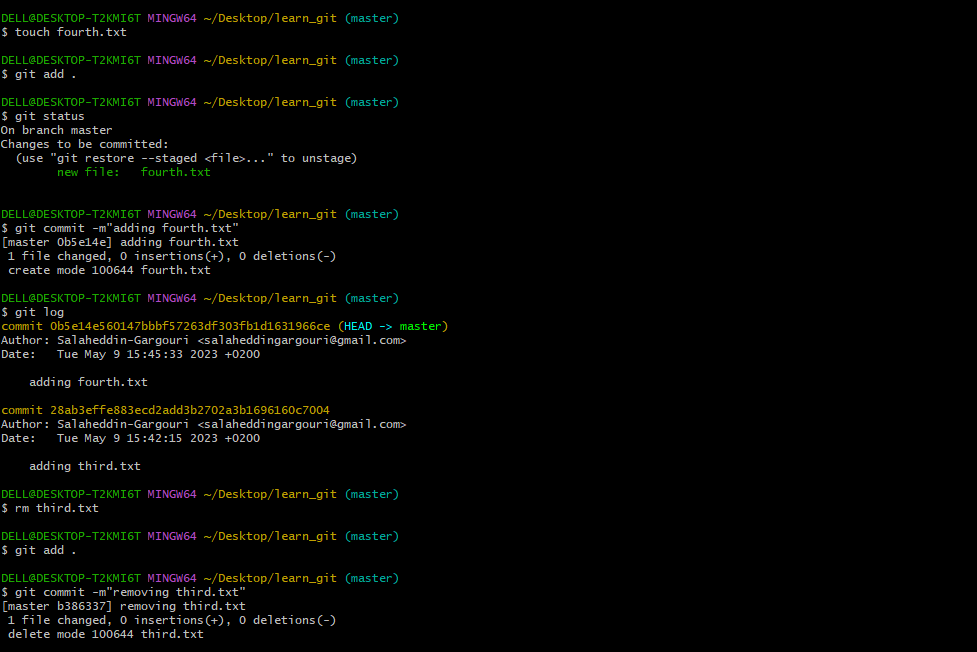 DELL@DESKTOP-T2KMI6T MINGW64 ~/Desktop/learn_git (master)
$ touch fourth.txt

DELL@DESKTOP-T2KMI6T MINGW64 ~/Desktop/learn_git (master)
$ git add .

DELL@DESKTOP-T2KMI6T MINGW64 ~/Desktop/learn_git (master)
$ git status
On branch master
Changes to be committed:
  (use "git restore --staged <file>..." to unstage)
        new file:   fourth.txt


DELL@DESKTOP-T2KMI6T MINGW64 ~/Desktop/learn_git (master)
$ git commit -m"adding fourth.txt"
[master 0b5e14e] adding fourth.txt
 1 file changed, 0 insertions(+), 0 deletions(-)
 create mode 100644 fourth.txt

DELL@DESKTOP-T2KMI6T MINGW64 ~/Desktop/learn_git (master)
$ git log
commit 0b5e14e560147bbbf57263df303fb1d1631966ce (HEAD -> master)
Author: Salaheddin-Gargouri <salaheddingargouri@gmail.com>
Date:   Tue May 9 15:45:33 2023 +0200

    adding fourth.txt

commit 28ab3effe883ecd2add3b2702a3b1696160c7004
Author: Salaheddin-Gargouri <salaheddingargouri@gmail.com>
Date:   Tue May 9 15:42:15 2023 +0200

    adding third.txt

DELL@DESKTOP-T2KMI6T MINGW64 ~/Desktop/learn_git (master)
$ rm third.txt

DELL@DESKTOP-T2KMI6T MINGW64 ~/Desktop/learn_git (master)
$ git add .

DELL@DESKTOP-T2KMI6T MINGW64 ~/Desktop/learn_git (master)
$ git commit -m"removing third.txt"
[master b386337] removing third.txt
 1 file changed, 0 insertions(+), 0 deletions(-)
 delete mode 100644 third.txt